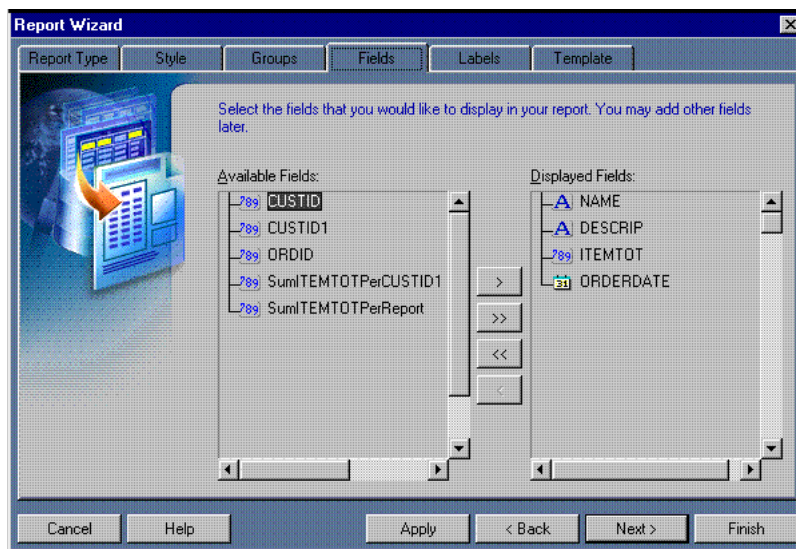 Report Wizard
Report Type
Style
Groups
Fields
Labels
Template
Select the fields that you would like to display in your report. You may add other fields
later.
Available Fields:
CUSTID
CUSTID1
ORDID
SumITEMTOTPerCUSTID1
SumITEMTOTPerReport
>
>>
<<
<
Displayed Fields:
NAME
DESCRIP
ITEMTOT
ORDERDATE
Cancel
Help
Apply
< Back
Next >
Finish